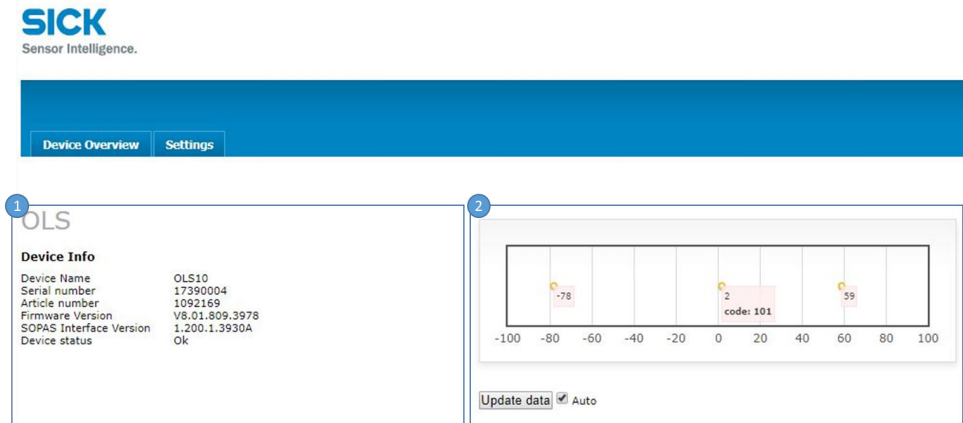 SICK
Sensor Intelligence.
Device Overview Settings
1
OLS
Device Info
Device Name OLS10
Serial number 17390004
Article number 1092169
Firmware Version V8.01.809.3978
SOPAS Interface Version 1.200.1.3930A
Device status Ok
2
-78 2 59
code: 101
-100 -80 -60 -40 -20 0 20 40 60 80 100
Update data Auto